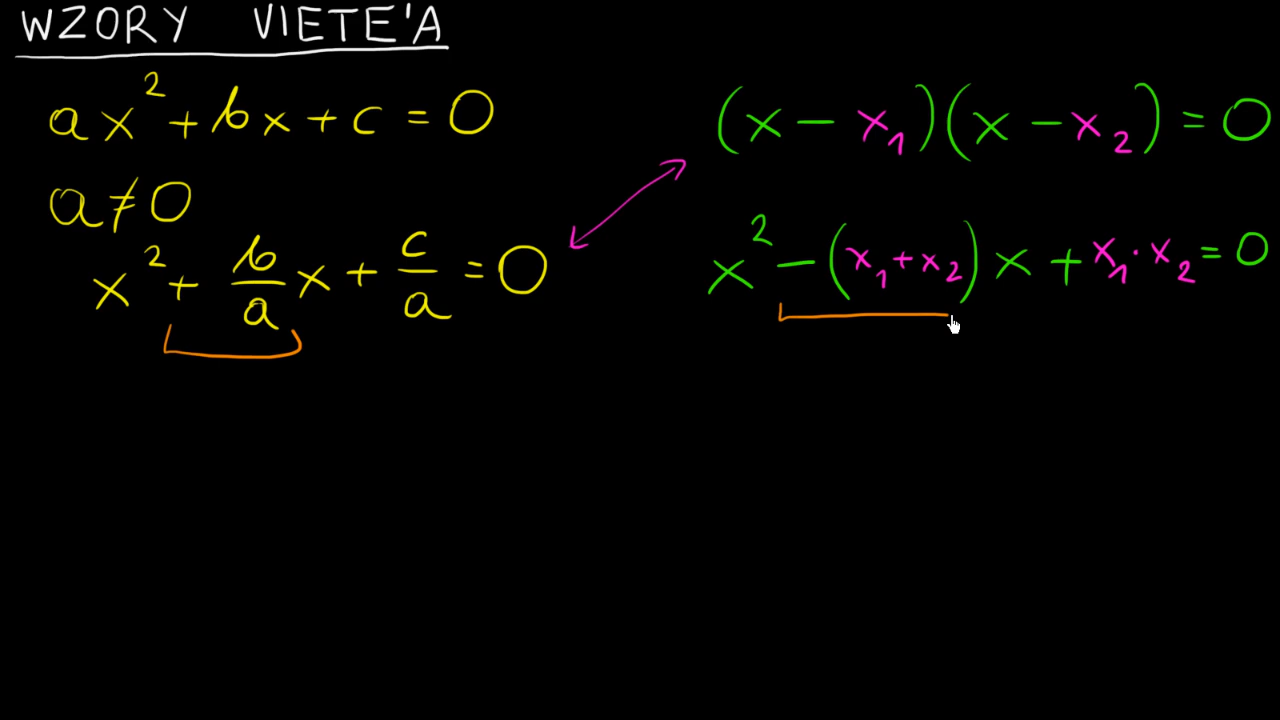 WZORY VIETE'A
ax² + bx + c = 0
a ≠ 0
x² + b/a x + c/a = 0
(x − x₁)(x − x₂) = 0
x² − (x₁ + x₂) x + x₁ · x₂ = 0